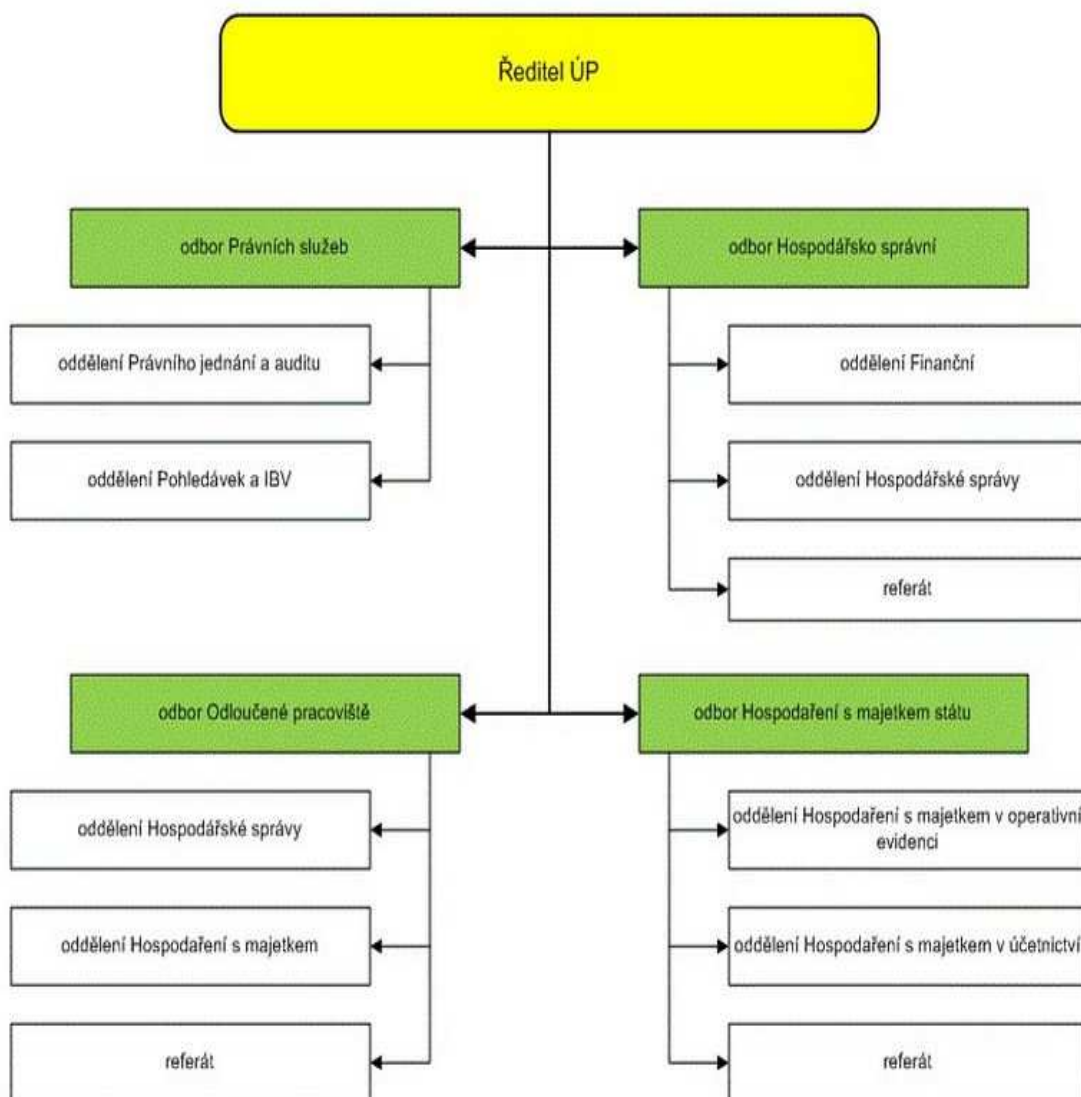 Ředitel ÚP
odbor Právních služeb
oddělení Právního jednání a auditu
oddělení Pohledávek a IBV
odbor Hospodářsko správní
oddělení Finanční
oddělení Hospodářské správy
referát
odbor Odloučené pracoviště
oddělení Hospodářské správy
oddělení Hospodaření s majetkem
referát
odbor Hospodaření s majetkem státu
oddělení Hospodaření s majetkem v operativní
evidenci
oddělení Hospodaření s majetkem v účetnictví
referát